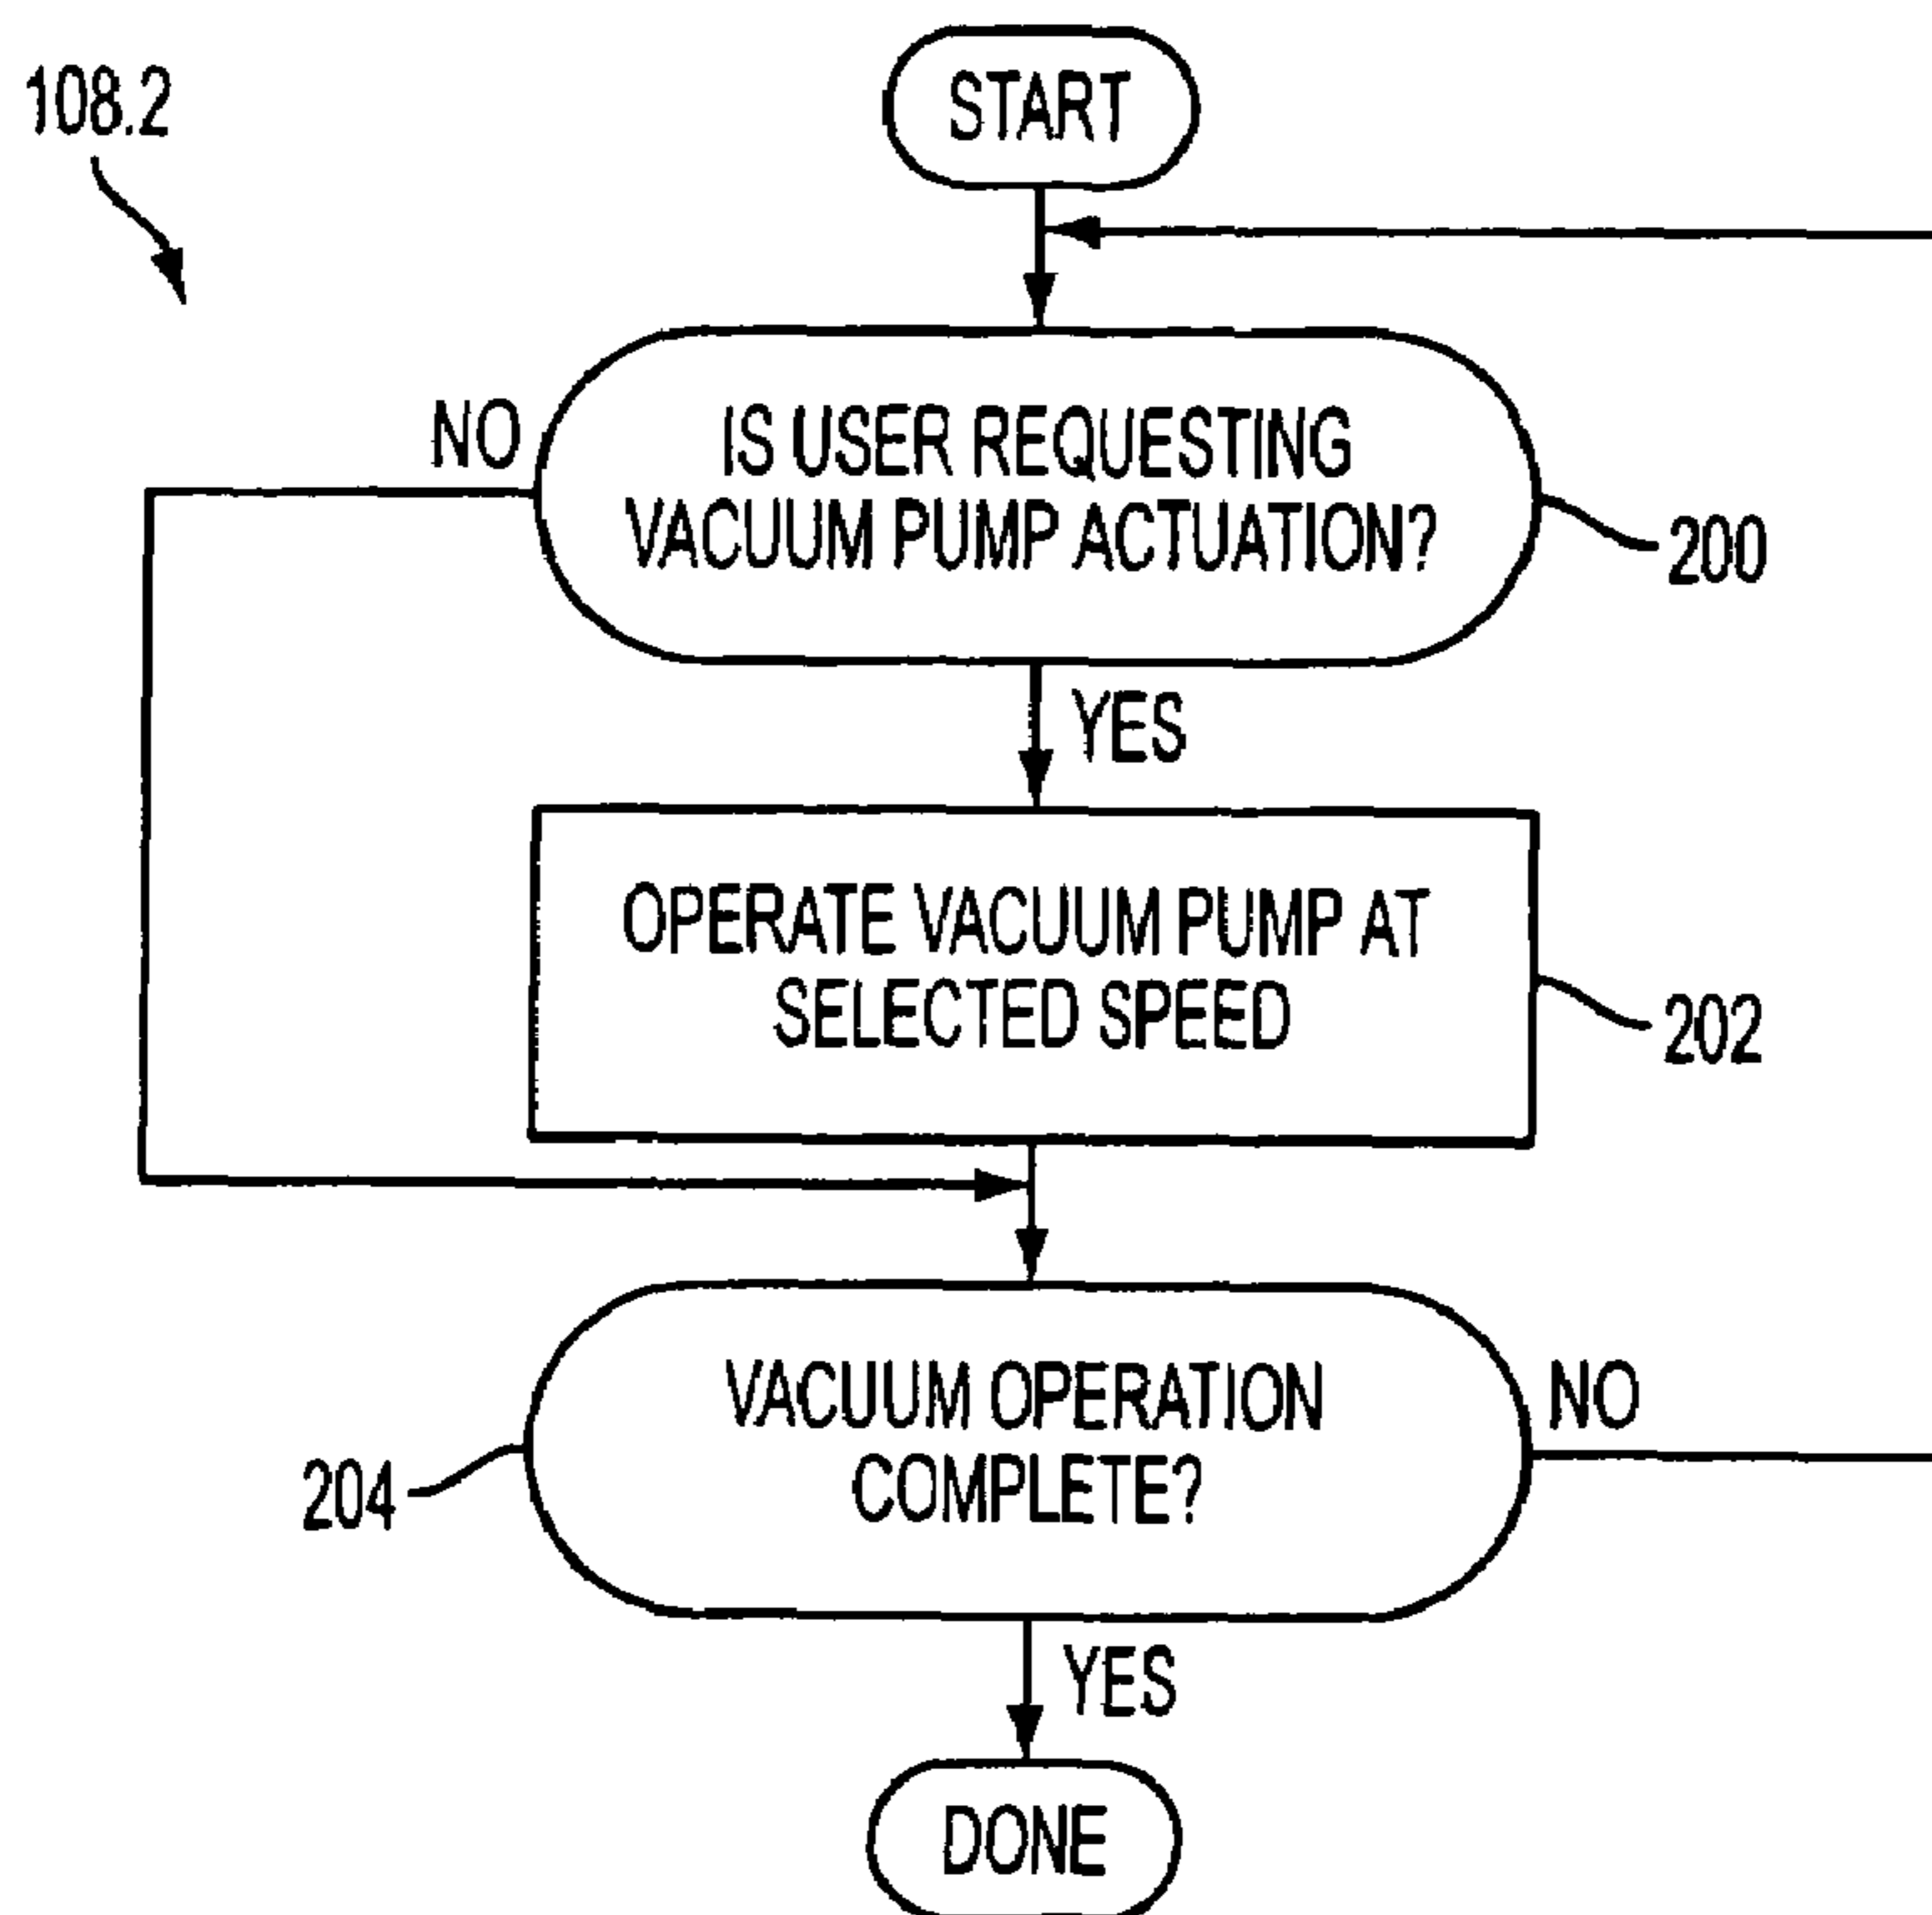 108.2
START
NO
IS USER REQUESTING
VACUUM PUMP ACTUATION?
200
YES
OPERATE VACUUM PUMP AT
SELECTED SPEED
202
VACUUM OPERATION
COMPLETE?
NO
204
YES
DONE